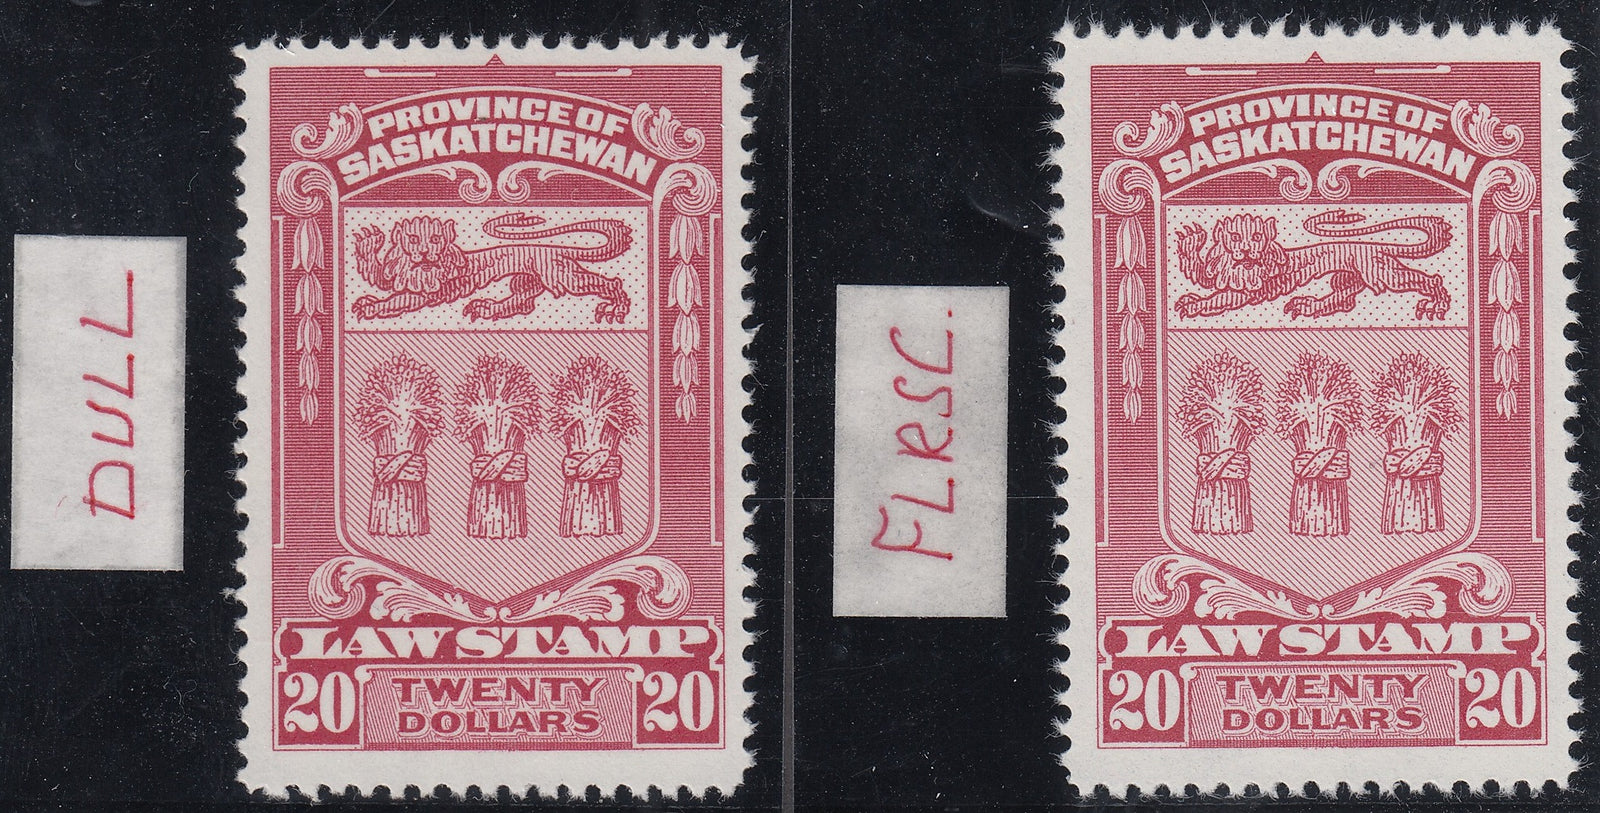 DULL
PROVINCE OF
SASKATCHEWAN
LAW STAMP
20 TWENTY 20
DOLLARS
FLRSC.
PROVINCE OF
SASKATCHEWAN
LAW STAMP
20 TWENTY 20
DOLLARS